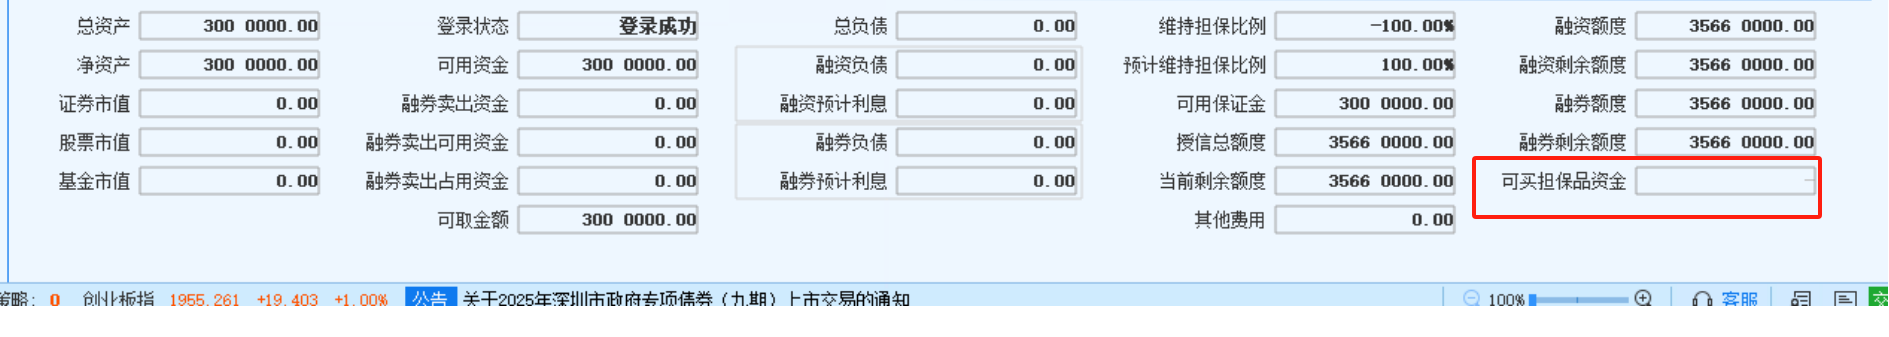 总资产 300 0000.00 登录状态 登录成功 总负债 0.00 维持担保比例 -100.00% 融资额度 3566 0000.00
净资产 300 0000.00 可用资金 300 0000.00 融资负债 0.00 预计维持担保比例 100.00% 融资剩余额度 3566 0000.00
证券市值 0.00 融券卖出资金 0.00 融资预计利息 0.00 可用保证金 300 0000.00 融券额度 3566 0000.00
股票市值 0.00 融券卖出可用资金 0.00 融券负债 0.00 授信总额度 3566 0000.00 融券剩余额度 3566 0000.00
基金市值 0.00 融券卖出占用资金 0.00 融券预计利息 0.00 当前剩余额度 3566 0000.00 可买担保品资金 -
可取金额 300 0000.00 其他费用 0.00
策略: 0 创业板指 1955.261 +19.403 +1.00% 公告 关于2025年深圳市政府专项债券（九期）上市交易的通知 100% 客服 交